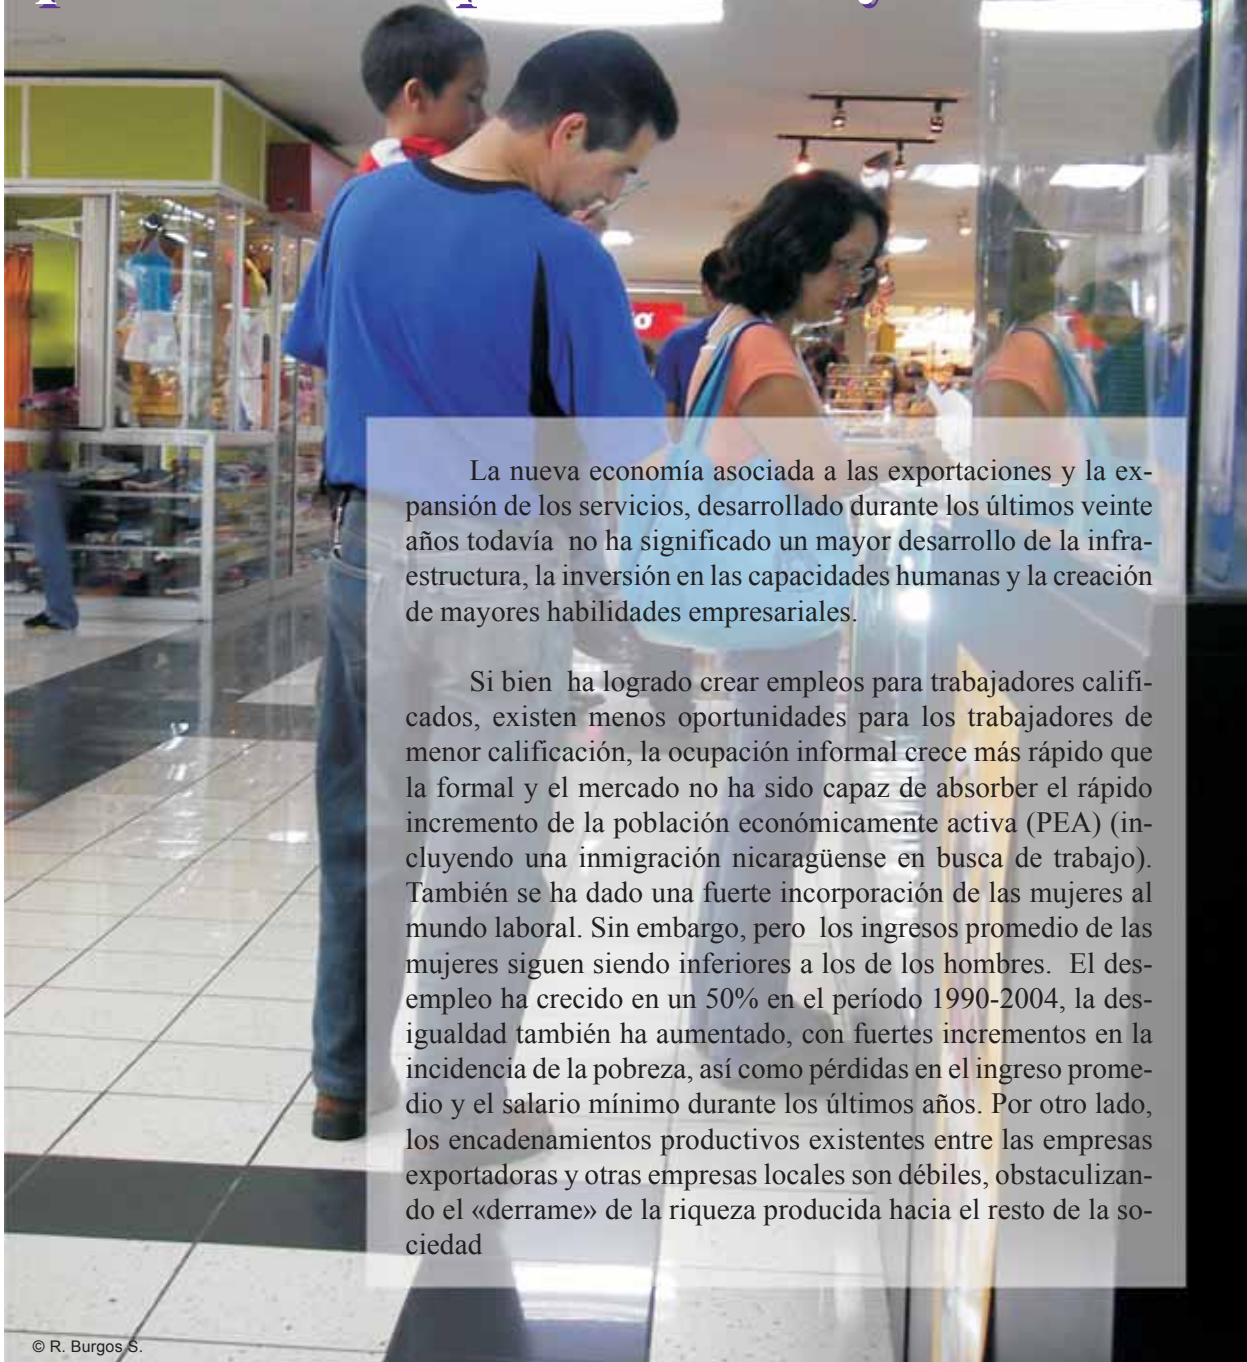 La nueva economía asociada a las exportaciones y la ex-
pansión de los servicios, desarrollado durante los últimos veinte
años todavía  no ha significado un mayor desarrollo de la infra-
estructura, la inversión en las capacidades humanas y la creación
de mayores habilidades empresariales.
Si bien  ha logrado crear empleos para trabajadores califi-
cados, existen menos oportunidades para los trabajadores de
menor calificación, la ocupación informal crece más rápido que
la formal y el mercado no ha sido capaz de absorber el rápido
incremento de la población económicamente activa (PEA) (in-
cluyendo una inmigración nicaragüense en busca de trabajo).
También se ha dado una fuerte incorporación de las mujeres al
mundo laboral. Sin embargo, pero  los ingresos promedio de las
mujeres siguen siendo inferiores a los de los hombres.  El des-
empleo ha crecido en un 50% en el período 1990-2004, la des-
igualdad también ha aumentado, con fuertes incrementos en la
incidencia de la pobreza, así como pérdidas en el ingreso prome-
dio y el salario mínimo durante los últimos años. Por otro lado,
los encadenamientos productivos existentes entre las empresas
exportadoras y otras empresas locales son débiles, obstaculizan-
do el «derrame» de la riqueza producida hacia el resto de la so-
ciedad
© R. Burgos S.